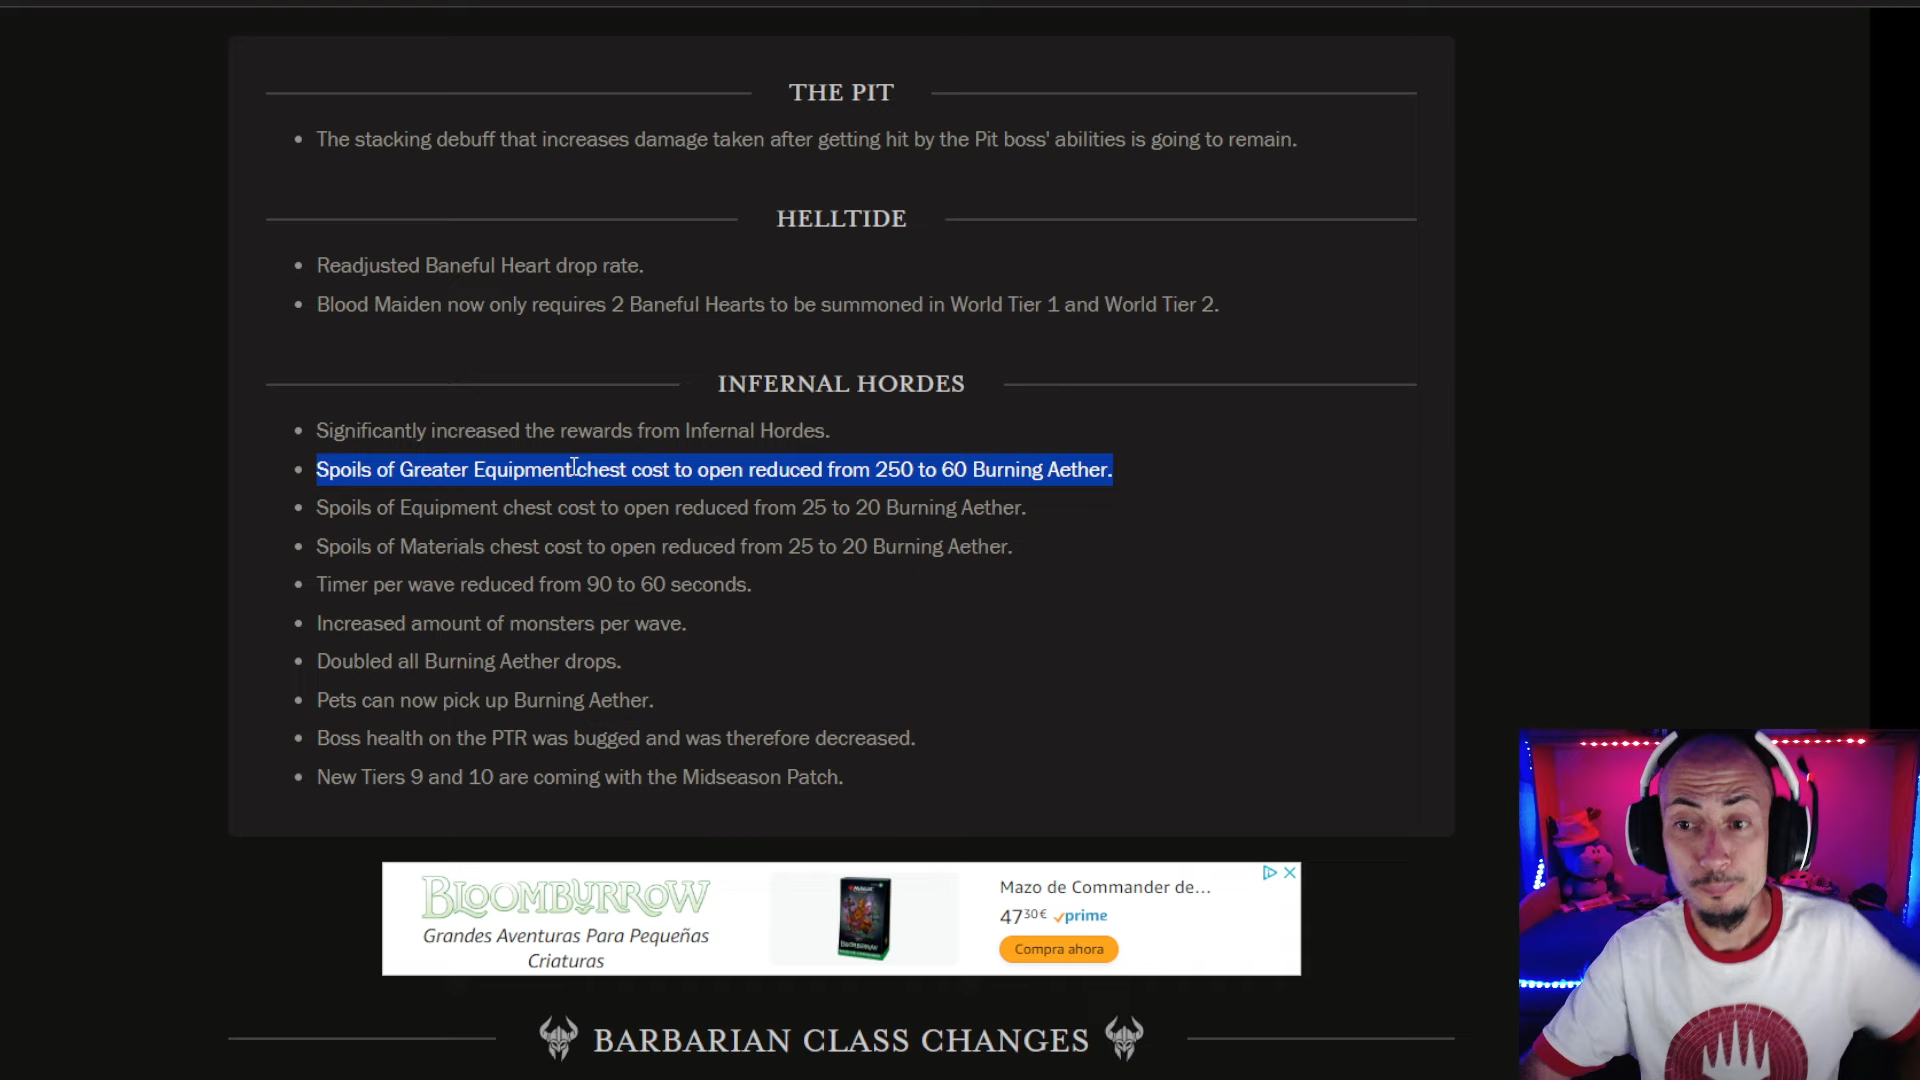 THE PIT
• The stacking debuff that increases damage taken after getting hit by the Pit boss' abilities is going to remain.
HELLTIDE
• Readjusted Baneful Heart drop rate.
• Blood Maiden now only requires 2 Baneful Hearts to be summoned in World Tier 1 and World Tier 2.
INFERNAL HORDES
• Significantly increased the rewards from Infernal Hordes.
• Spoils of Greater Equipment chest cost to open reduced from 250 to 60 Burning Aether.
• Spoils of Equipment chest cost to open reduced from 25 to 20 Burning Aether.
• Spoils of Materials chest cost to open reduced from 25 to 20 Burning Aether.
• Timer per wave reduced from 90 to 60 seconds.
• Increased amount of monsters per wave.
• Doubled all Burning Aether drops.
• Pets can now pick up Burning Aether.
• Boss health on the PTR was bugged and was therefore decreased.
• New Tiers 9 and 10 are coming with the Midseason Patch.
BLOOMBURROW
Grandes Aventuras Para Pequeñas
Criaturas
Mazo de Commander de...
4730€ prime
Compra ahora
BARBARIAN CLASS CHANGES